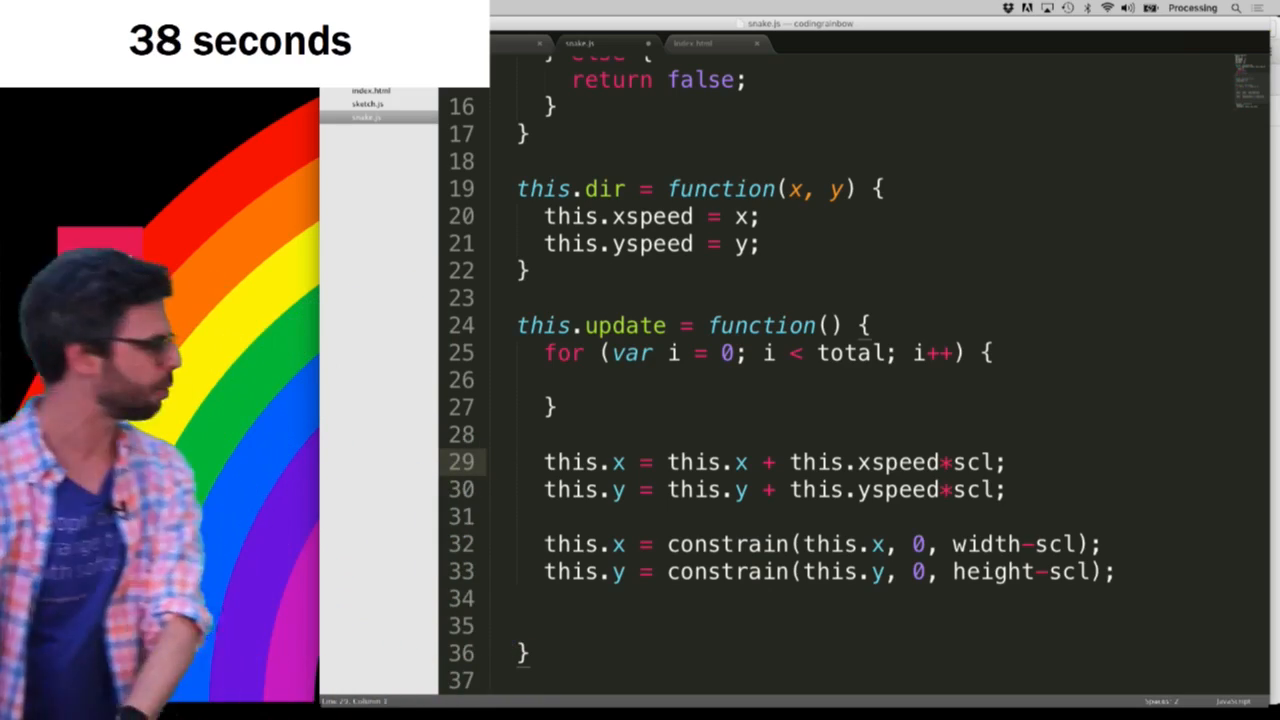 38 seconds
Processing
snake.js — codingrainbow
snake.js
index.html
index.html
sketch.js
snake.js
} else {
return false;
16 }
17 }
18
19 this.dir = function(x, y) {
20 this.xspeed = x;
21 this.yspeed = y;
22 }
23
24 this.update = function() {
25 for (var i = 0; i < total; i++) {
26
27 }
28
29 this.x = this.x + this.xspeed*scl;
30 this.y = this.y + this.yspeed*scl;
31
32 this.x = constrain(this.x, 0, width-scl);
33 this.y = constrain(this.y, 0, height-scl);
34
35
36 }
37
Spaces: 2
JavaScript